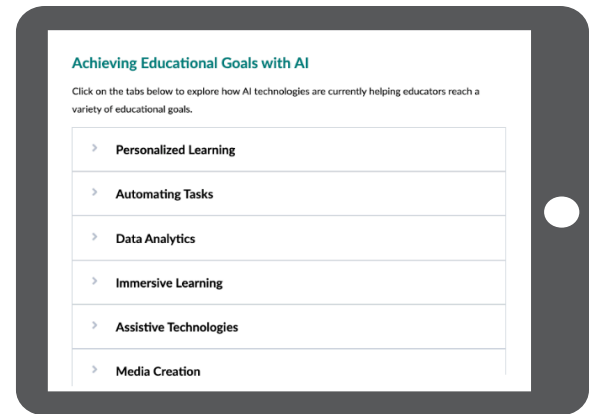 Achieving Educational Goals with AI
Click on the tabs below to explore how AI technologies are currently helping educators reach a
variety of educational goals.
Personalized Learning
Automating Tasks
Data Analytics
Immersive Learning
Assistive Technologies
Media Creation